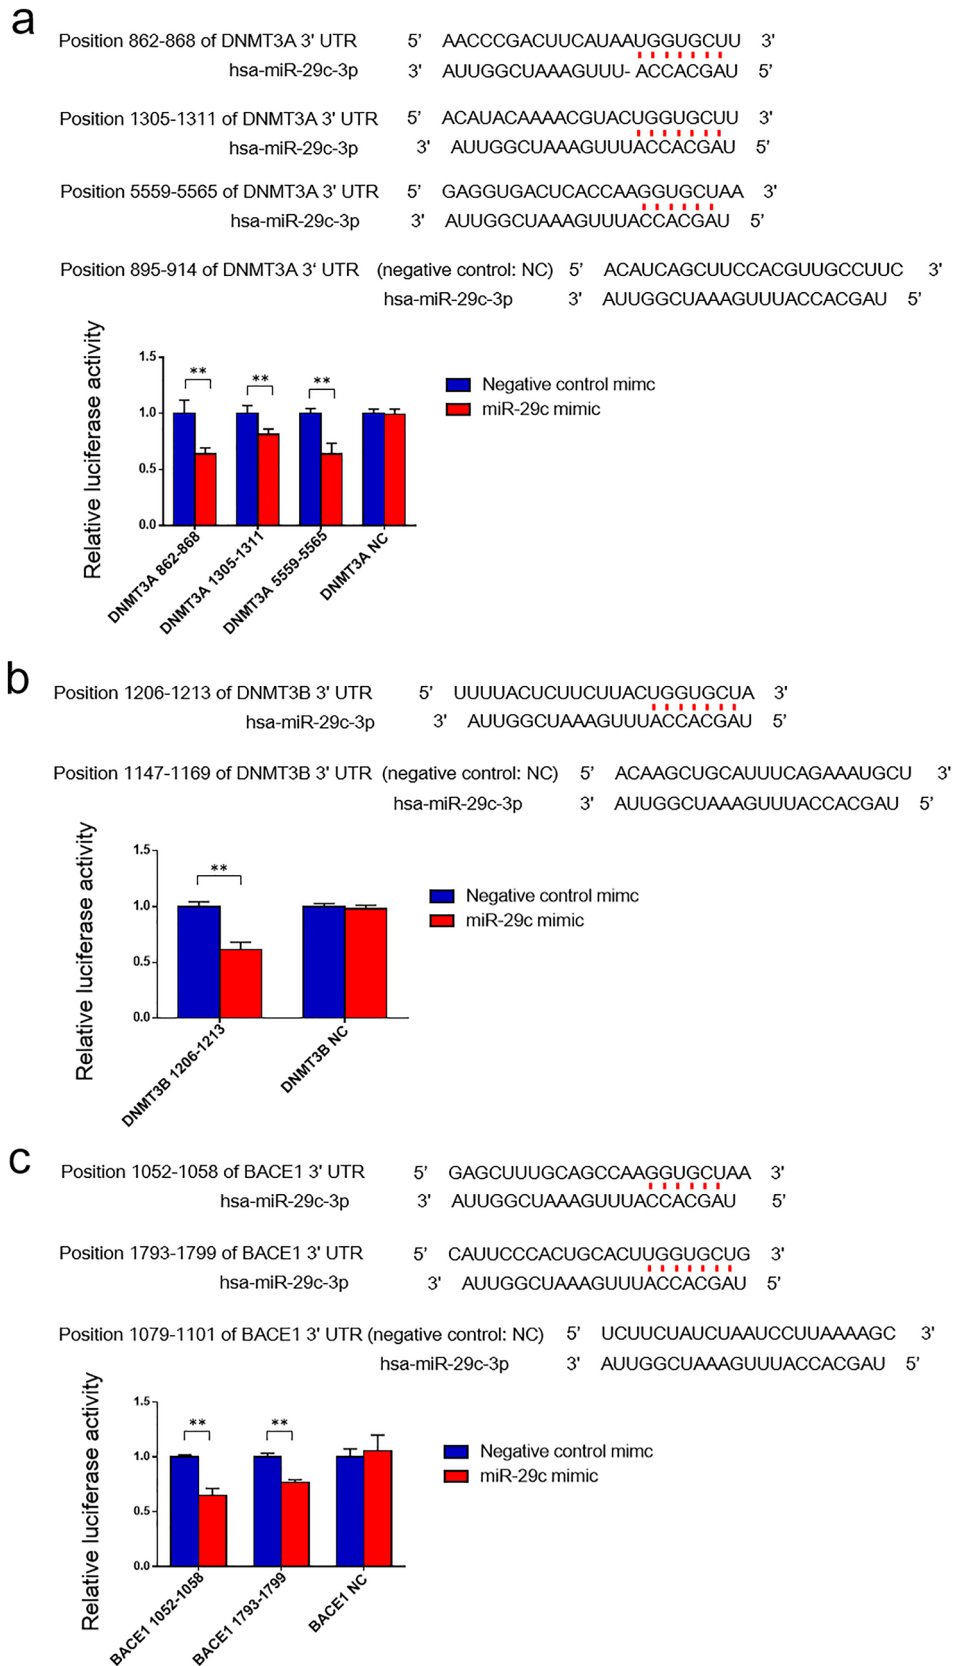 a
Position 862-868 of DNMT3A 3' UTR 5' AACCCGACUUCAUAAUGGUGCUU 3'
hsa-miR-29c-3p 3' AUUGGCUAAAGUUU- ACCACGAU 5'
Position 1305-1311 of DNMT3A 3' UTR 5' ACAUACAAAACGUACUGGUGCUU 3'
hsa-miR-29c-3p 3' AUUGGCUAAAGUUUACCACGAU 5'
Position 5559-5565 of DNMT3A 3' UTR 5' GAGGUGACUCACCAAGGUGCUAA 3'
hsa-miR-29c-3p 3' AUUGGCUAAAGUUUACCACGAU 5'
Position 895-914 of DNMT3A 3‘ UTR (negative control: NC) 5’ ACAUCAGCUUCCACGUUGCCUUC 3'
hsa-miR-29c-3p 3' AUUGGCUAAAGUUUACCACGAU 5'
Relative luciferase activity
1.5
1.0
0.5
0.0
** ** **
Negative control mimc
miR-29c mimic
DNMT3A 862-868
DNMT3A 1305-1311
DNMT3A 5559-5565
DNMT3A NC
b
Position 1206-1213 of DNMT3B 3' UTR 5' UUUUACUCUUCUUACUGGUGCUA 3'
hsa-miR-29c-3p 3' AUUGGCUAAAGUUUACCACGAU 5'
Position 1147-1169 of DNMT3B 3' UTR (negative control: NC) 5' ACAAGCUGCAUUUCAGAAAUGCU 3'
hsa-miR-29c-3p 3' AUUGGCUAAAGUUUACCACGAU 5'
Relative luciferase activity
1.5
1.0
0.5
0.0
**
Negative control mimc
miR-29c mimic
DNMT3B 1206-1213
DNMT3B NC
c
Position 1052-1058 of BACE1 3' UTR 5' GAGCUUUGCAGCCAAGGUGCUAA 3'
hsa-miR-29c-3p 3' AUUGGCUAAAGUUUACCACGAU 5'
Position 1793-1799 of BACE1 3' UTR 5' CAUUCCCACUGCACUUGGUGCUG 3'
hsa-miR-29c-3p 3' AUUGGCUAAAGUUUACCACGAU 5'
Position 1079-1101 of BACE1 3' UTR (negative control: NC) 5' UCUUCUAUCUAAUCCUUAAAAGC 3'
hsa-miR-29c-3p 3' AUUGGCUAAAGUUUACCACGAU 5'
Relative luciferase activity
1.5
1.0
0.5
0.0
** **
Negative control mimc
miR-29c mimic
BACE1 1052-1058
BACE1 1793-1799
BACE1 NC